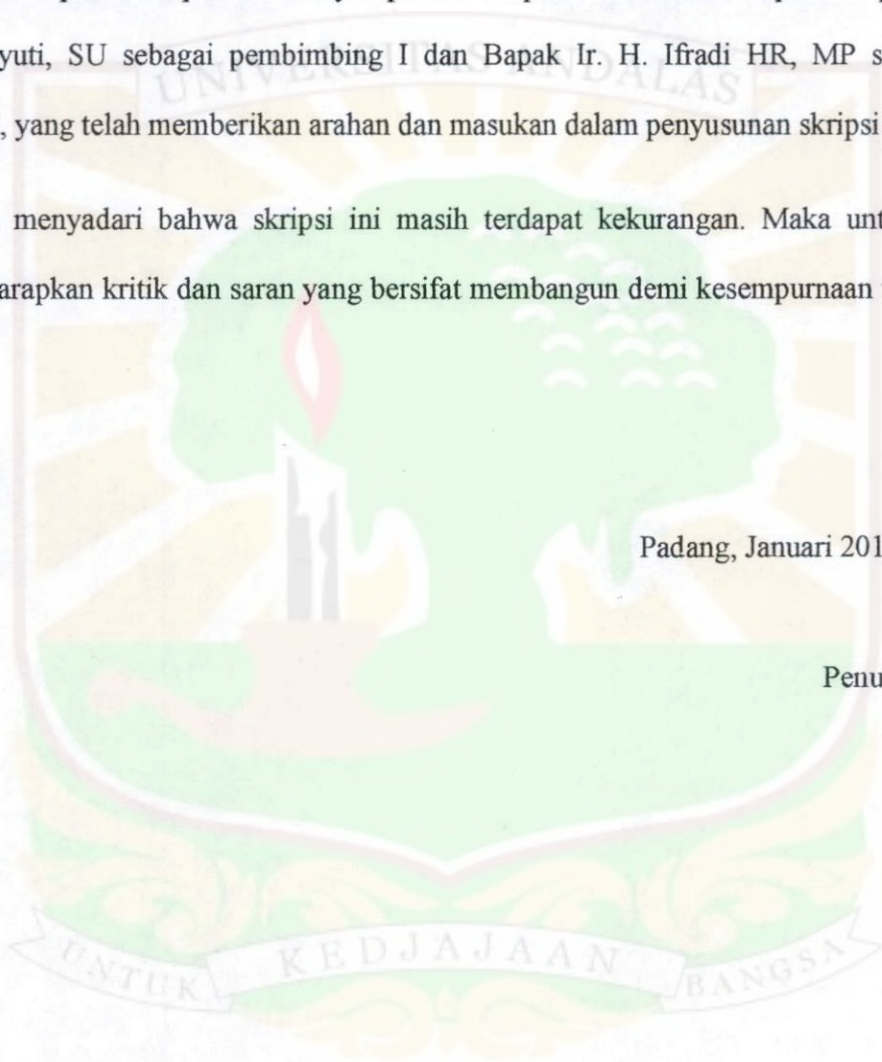 yuti, SU sebagai pembimbing I dan Bapak Ir. H. Ifradi HR, MP s
UNIVERSITAS ANDALAS
, yang telah memberikan arahan dan masukan dalam penyusunan skripsi
menyadari bahwa skripsi ini masih terdapat kekurangan. Maka unt
arapkan kritik dan saran yang bersifat membangun demi kesempurnaan
Padang, Januari 201
Penu
UNTUK KEDJAJAAN BANGSA